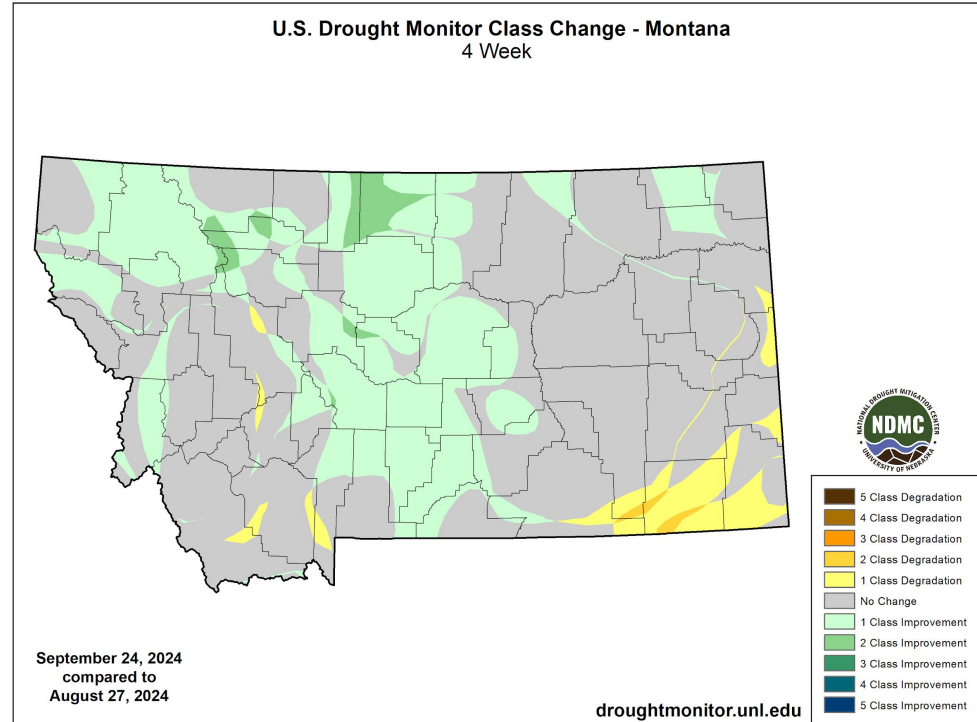 U.S. Drought Monitor Class Change - Montana
4 Week
NATIONAL DROUGHT MITIGATION CENTER
NDMC
UNIVERSITY OF NEBRASKA
5 Class Degradation
4 Class Degradation
3 Class Degradation
2 Class Degradation
1 Class Degradation
No Change
1 Class Improvement
2 Class Improvement
3 Class Improvement
4 Class Improvement
5 Class Improvement
September 24, 2024
compared to
August 27, 2024
droughtmonitor.unl.edu